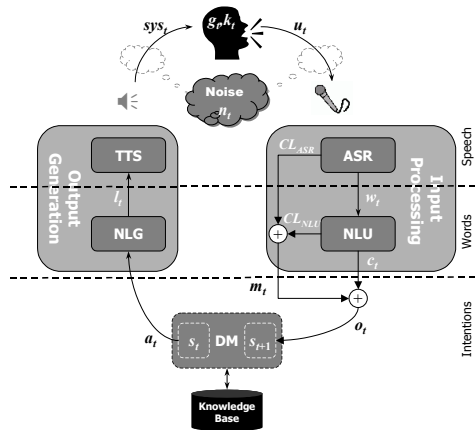 sys_t
g_t,k_t
u_t
Noise
n_t
TTS
l_t
NLG
Output
Generation
CL_ASR
ASR
w_t
CL_NLU
NLU
c_t
Input
Processing
Speech
Words
Intentions
+
+
m_t
o_t
a_t
s_t
DM
s_t+1
Knowledge
Base